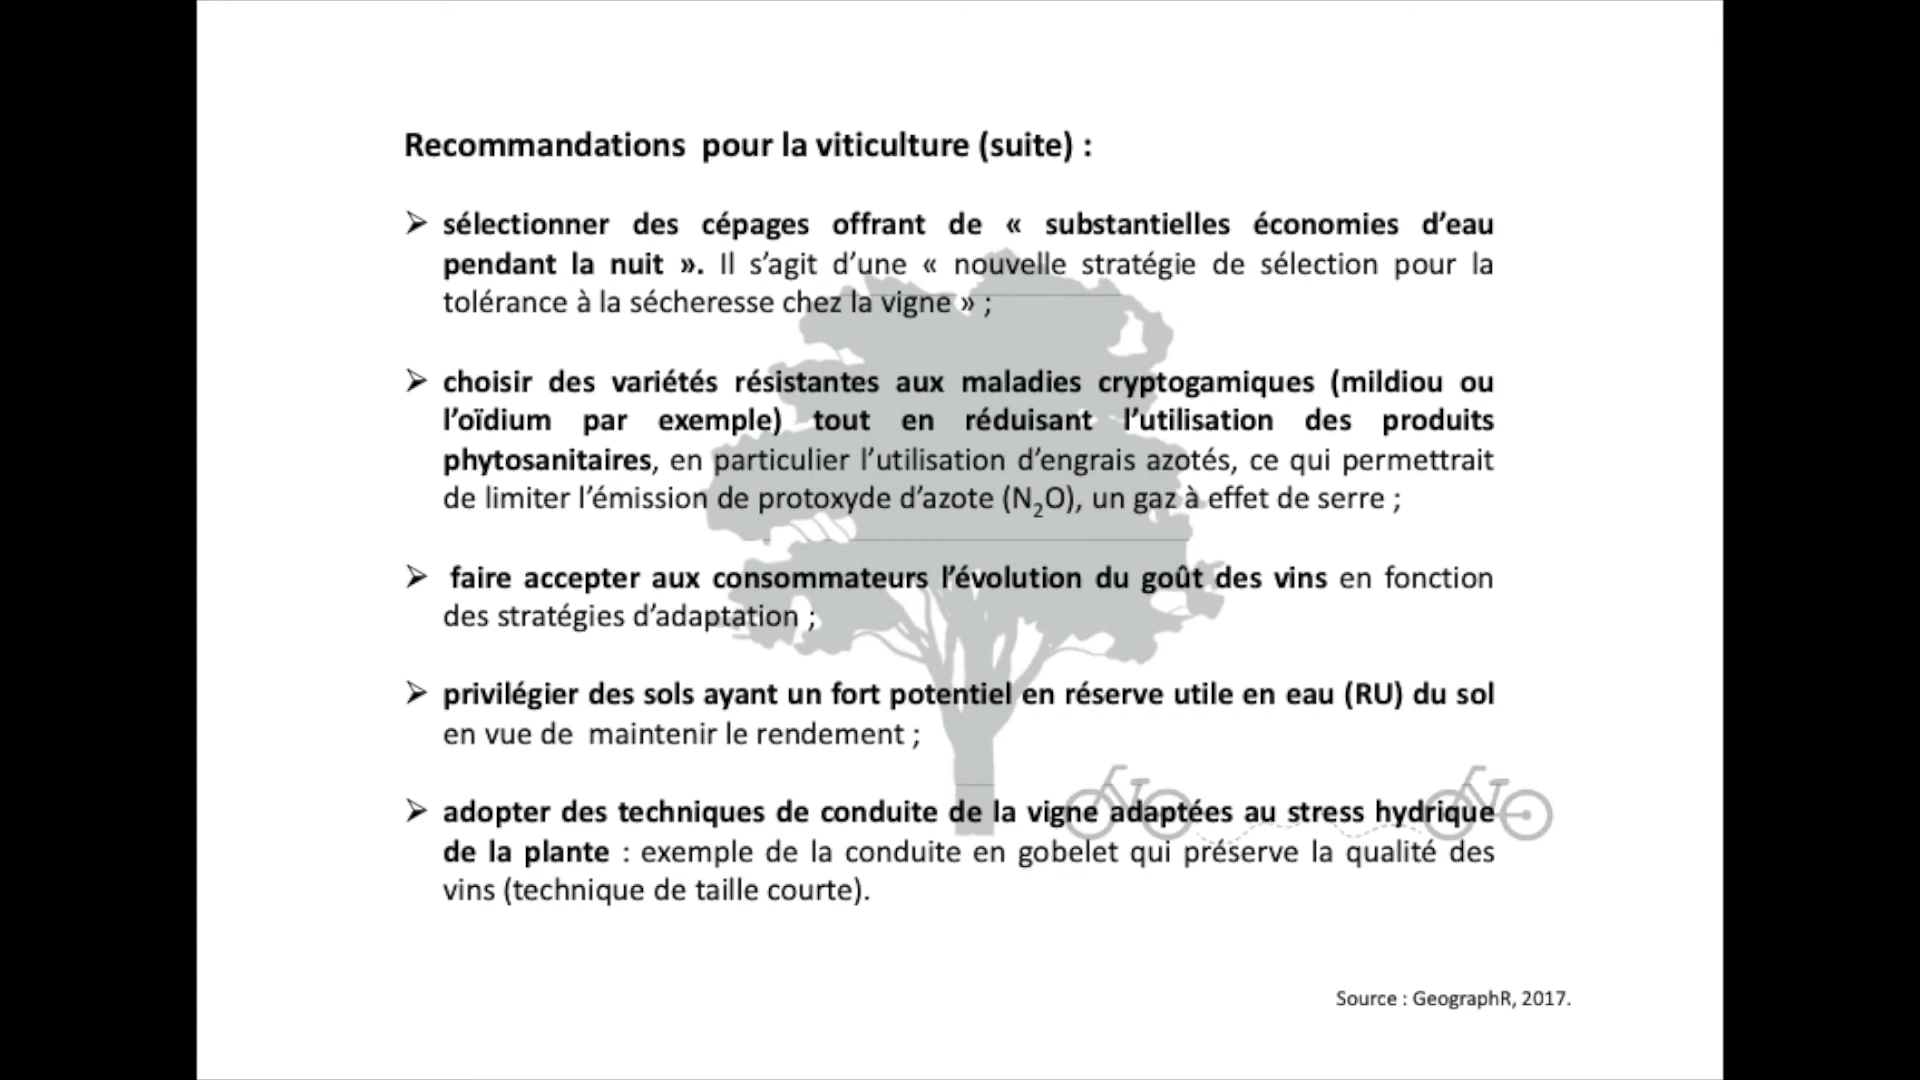 Recommandations pour la viticulture (suite) :
➢ sélectionner des cépages offrant de « substantielles économies d’eau
pendant la nuit ». Il s’agit d’une « nouvelle stratégie de sélection pour la
tolérance à la sécheresse chez la vigne » ;
➢ choisir des variétés résistantes aux maladies cryptogamiques (mildiou ou
l’oïdium par exemple) tout en réduisant l’utilisation des produits
phytosanitaires, en particulier l’utilisation d’engrais azotés, ce qui permettrait
de limiter l’émission de protoxyde d’azote (N₂O), un gaz à effet de serre ;
➢ faire accepter aux consommateurs l’évolution du goût des vins en fonction
des stratégies d’adaptation ;
➢ privilégier des sols ayant un fort potentiel en réserve utile en eau (RU) du sol
en vue de maintenir le rendement ;
➢ adopter des techniques de conduite de la vigne adaptées au stress hydrique
de la plante : exemple de la conduite en gobelet qui préserve la qualité des
vins (technique de taille courte).
Source : GeographR, 2017.